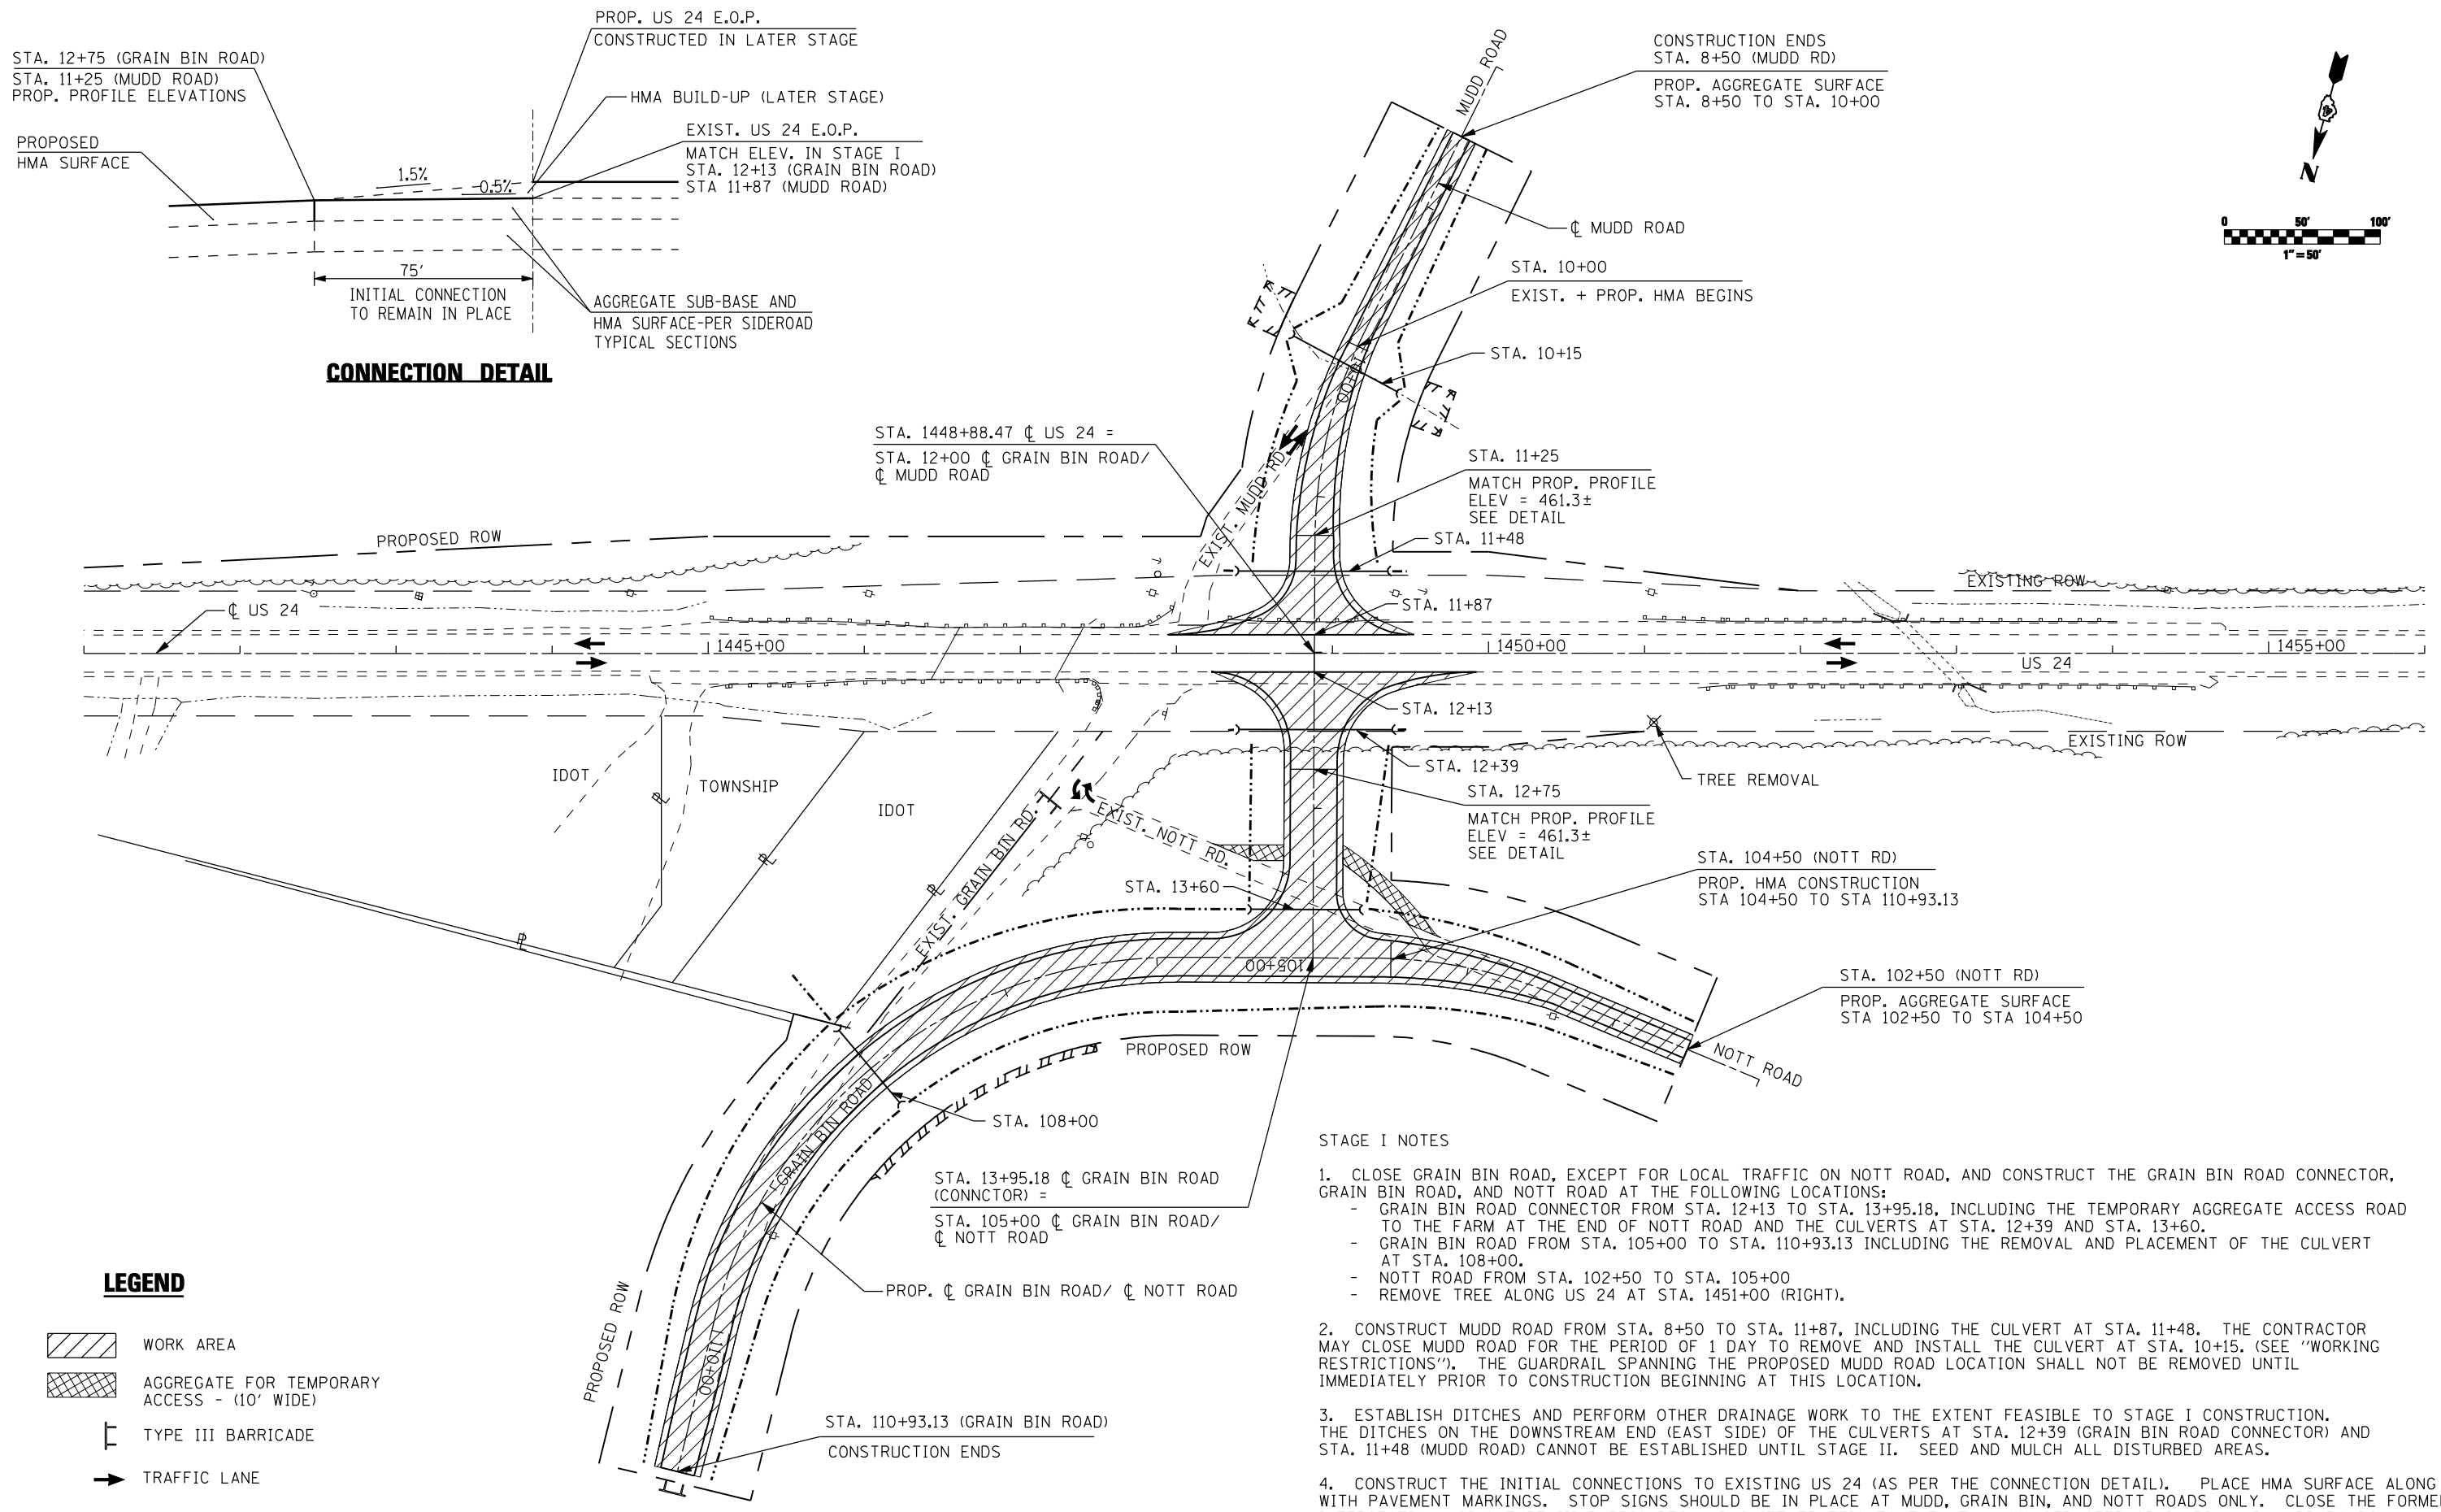 STA. 12+75 (GRAIN BIN ROAD)
STA. 11+25 (MUDD ROAD)
PROP. PROFILE ELEVATIONS
PROP. US 24 E.O.P.
CONSTRUCTED IN LATER STAGE
HMA BUILD-UP (LATER STAGE)
PROPOSED
HMA SURFACE
EXIST. US 24 E.O.P.
MATCH ELEV. IN STAGE I
STA. 12+13 (GRAIN BIN ROAD)
STA 11+87 (MUDD ROAD)
1.5%
0.5%
75'
INITIAL CONNECTION
TO REMAIN IN PLACE
AGGREGATE SUB-BASE AND
HMA SURFACE-PER SIDEROAD
TYPICAL SECTIONS
CONNECTION DETAIL
MUDD ROAD
CONSTRUCTION ENDS
STA. 8+50 (MUDD RD)
PROP. AGGREGATE SURFACE
STA. 8+50 TO STA. 10+00
N
0 50' 100'
1"=50'
℄ MUDD ROAD
STA. 10+00
EXIST. + PROP. HMA BEGINS
STA. 10+15
10+00
STA. 1448+88.47 ℄ US 24 =
STA. 12+00 ℄ GRAIN BIN ROAD/
℄ MUDD ROAD
STA. 11+25
MATCH PROP. PROFILE
ELEV = 461.3±
SEE DETAIL
EXIST. MUDD RD.
STA. 11+48
PROPOSED ROW
EXISTING ROW
℄ US 24
STA. 11+87
1445+00
1450+00
1455+00
US 24
STA. 12+13
EXISTING ROW
IDOT
TOWNSHIP
IDOT
STA. 12+39
TREE REMOVAL
STA. 12+75
MATCH PROP. PROFILE
ELEV = 461.3±
SEE DETAIL
PL
PL
PL
PL
EXIST. GRAIN BIN RD.
EXIST. NOTT RD.
STA. 13+60
STA. 104+50 (NOTT RD)
PROP. HMA CONSTRUCTION
STA 104+50 TO STA 110+93.13
105+00
STA. 102+50 (NOTT RD)
PROP. AGGREGATE SURFACE
STA 102+50 TO STA 104+50
NOTT ROAD
PROPOSED ROW
GRAIN BIN ROAD
STA. 108+00
STA. 13+95.18 ℄ GRAIN BIN ROAD
(CONNCTOR) =
STA. 105+00 ℄ GRAIN BIN ROAD/
℄ NOTT ROAD
PROP. ℄ GRAIN BIN ROAD/ ℄ NOTT ROAD
PROPOSED ROW
110+00
STA. 110+93.13 (GRAIN BIN ROAD)
CONSTRUCTION ENDS
LEGEND
WORK AREA
AGGREGATE FOR TEMPORARY
ACCESS - (10' WIDE)
TYPE III BARRICADE
TRAFFIC LANE
STAGE I NOTES
1. CLOSE GRAIN BIN ROAD, EXCEPT FOR LOCAL TRAFFIC ON NOTT ROAD, AND CONSTRUCT THE GRAIN BIN ROAD CONNECTOR,
GRAIN BIN ROAD, AND NOTT ROAD AT THE FOLLOWING LOCATIONS:
- GRAIN BIN ROAD CONNECTOR FROM STA. 12+13 TO STA. 13+95.18, INCLUDING THE TEMPORARY AGGREGATE ACCESS ROAD
TO THE FARM AT THE END OF NOTT ROAD AND THE CULVERTS AT STA. 12+39 AND STA. 13+60.
- GRAIN BIN ROAD FROM STA. 105+00 TO STA. 110+93.13 INCLUDING THE REMOVAL AND PLACEMENT OF THE CULVERT
AT STA. 108+00.
- NOTT ROAD FROM STA. 102+50 TO STA. 105+00
- REMOVE TREE ALONG US 24 AT STA. 1451+00 (RIGHT).
2. CONSTRUCT MUDD ROAD FROM STA. 8+50 TO STA. 11+87, INCLUDING THE CULVERT AT STA. 11+48. THE CONTRACTOR
MAY CLOSE MUDD ROAD FOR THE PERIOD OF 1 DAY TO REMOVE AND INSTALL THE CULVERT AT STA. 10+15. (SEE "WORKING
RESTRICTIONS"). THE GUARDRAIL SPANNING THE PROPOSED MUDD ROAD LOCATION SHALL NOT BE REMOVED UNTIL
IMMEDIATELY PRIOR TO CONSTRUCTION BEGINNING AT THIS LOCATION.
3. ESTABLISH DITCHES AND PERFORM OTHER DRAINAGE WORK TO THE EXTENT FEASIBLE TO STAGE I CONSTRUCTION.
THE DITCHES ON THE DOWNSTREAM END (EAST SIDE) OF THE CULVERTS AT STA. 12+39 (GRAIN BIN ROAD CONNECTOR) AND
STA. 11+48 (MUDD ROAD) CANNOT BE ESTABLISHED UNTIL STAGE II. SEED AND MULCH ALL DISTURBED AREAS.
4. CONSTRUCT THE INITIAL CONNECTIONS TO EXISTING US 24 (AS PER THE CONNECTION DETAIL). PLACE HMA SURFACE ALONG
WITH PAVEMENT MARKINGS. STOP SIGNS SHOULD BE IN PLACE AT MUDD, GRAIN BIN, AND NOTT ROADS ONLY. CLOSE THE FORME